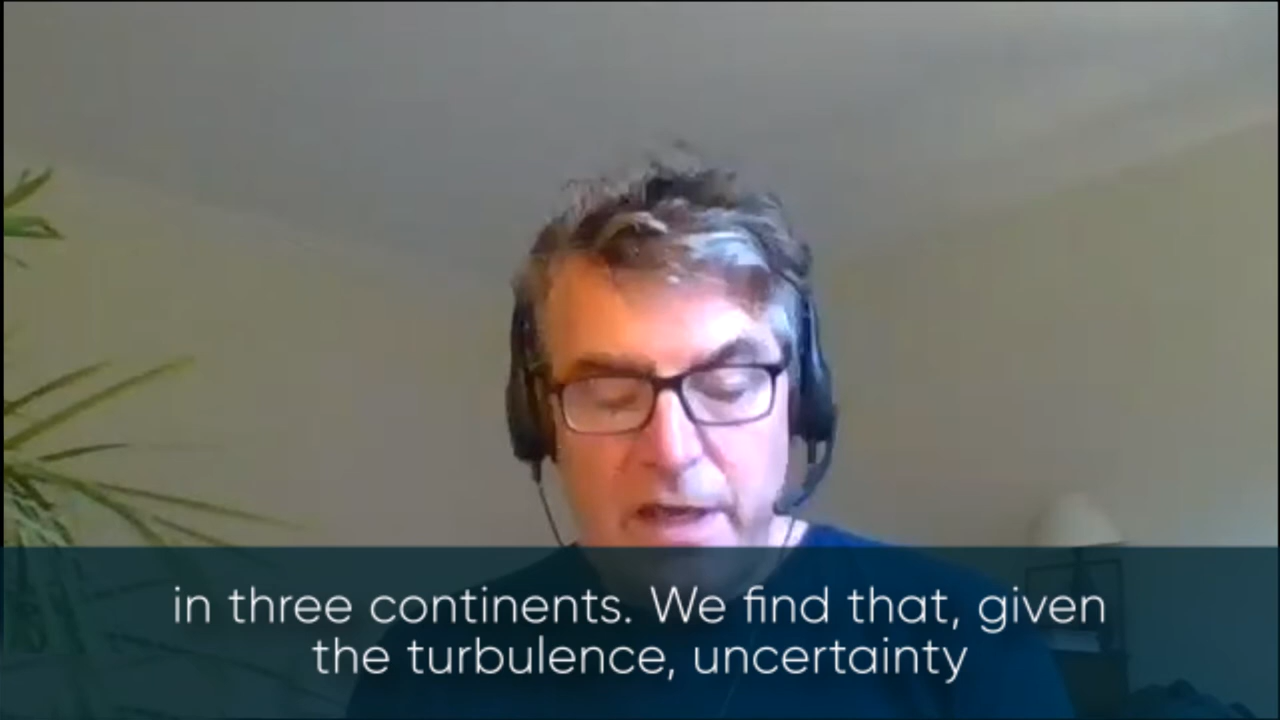 in three continents. We find that, given
the turbulence, uncertainty